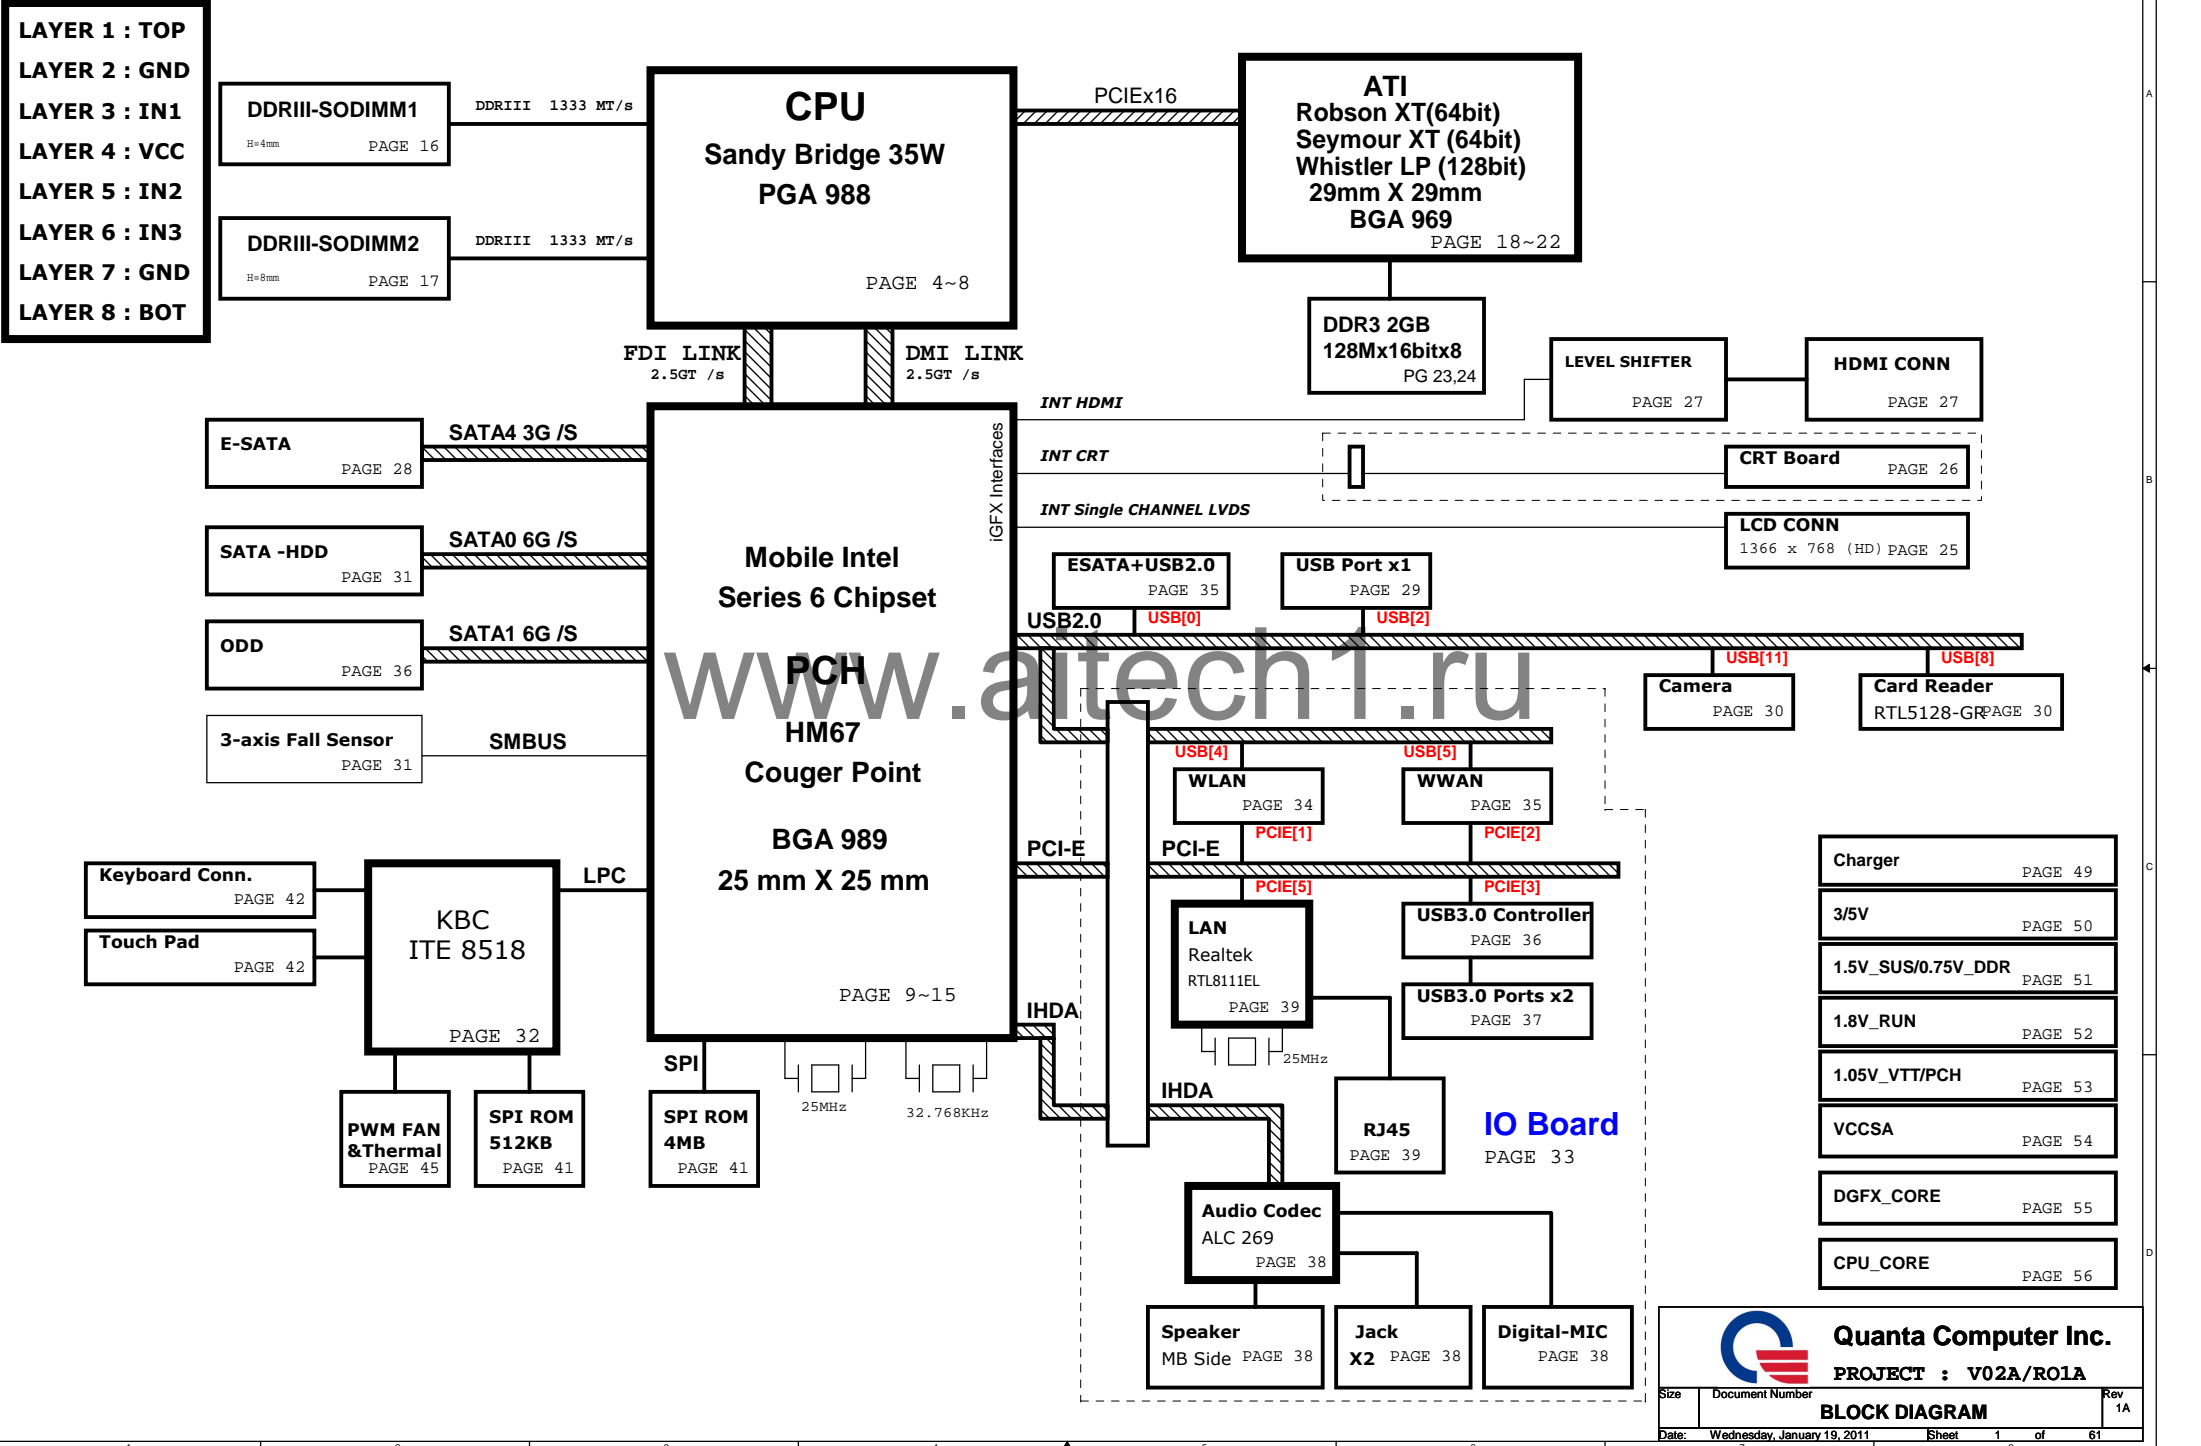 LAYER 1 : TOP
LAYER 2 : GND
LAYER 3 : IN1
LAYER 4 : VCC
LAYER 5 : IN2
LAYER 6 : IN3
LAYER 7 : GND
LAYER 8 : BOT
DDRIII-SODIMM1
H=4mm
PAGE 16
DDRIII 1333 MT/s
DDRIII-SODIMM2
H=8mm
PAGE 17
DDRIII 1333 MT/s
CPU
Sandy Bridge 35W
PGA 988
PAGE 4~8
PCIEx16
ATI
Robson XT(64bit)
Seymour XT (64bit)
Whistler LP (128bit)
29mm X 29mm
BGA 969
PAGE 18~22
DDR3 2GB
128Mx16bitx8
PG 23,24
FDI LINK
2.5GT /s
DMI LINK
2.5GT /s
LEVEL SHIFTER
PAGE 27
HDMI CONN
PAGE 27
INT HDMI
INT CRT
CRT Board
PAGE 26
INT Single CHANNEL LVDS
LCD CONN
1366 x 768 (HD)
PAGE 25
iGFX Interfaces
E-SATA
PAGE 28
SATA4 3G /S
SATA -HDD
PAGE 31
SATA0 6G /S
ODD
PAGE 36
SATA1 6G /S
3-axis Fall Sensor
PAGE 31
SMBUS
Mobile Intel
Series 6 Chipset
PCH
HM67
Couger Point
BGA 989
25 mm X 25 mm
PAGE 9~15
www.aitech1.ru
ESATA+USB2.0
PAGE 35
USB[0]
USB Port x1
PAGE 29
USB[2]
USB2.0
USB[11]
Camera
PAGE 30
USB[8]
Card Reader
RTL5128-GR
PAGE 30
USB[4]
WLAN
PAGE 34
PCIE[1]
USB[5]
WWAN
PAGE 35
PCIE[2]
PCI-E
PCI-E
PCIE[5]
LAN
Realtek
RTL8111EL
PAGE 39
25MHz
PCIE[3]
USB3.0 Controller
PAGE 36
USB3.0 Ports x2
PAGE 37
RJ45
PAGE 39
IO Board
PAGE 33
IHDA
IHDA
Audio Codec
ALC 269
PAGE 38
Speaker
MB Side PAGE 38
Jack
X2 PAGE 38
Digital-MIC
PAGE 38
Keyboard Conn.
PAGE 42
Touch Pad
PAGE 42
KBC
ITE 8518
PAGE 32
LPC
PWM FAN
&Thermal
PAGE 45
SPI ROM
512KB
PAGE 41
SPI
SPI ROM
4MB
PAGE 41
25MHz
32.768KHz
Charger
PAGE 49
3/5V
PAGE 50
1.5V_SUS/0.75V_DDR
PAGE 51
1.8V_RUN
PAGE 52
1.05V_VTT/PCH
PAGE 53
VCCSA
PAGE 54
DGFX_CORE
PAGE 55
CPU_CORE
PAGE 56
A
B
C
D
Quanta Computer Inc.
PROJECT : V02A/RO1A
Size
Document Number
Rev
BLOCK DIAGRAM
1A
Date: Wednesday, January 19, 2011
Sheet 1 of 61